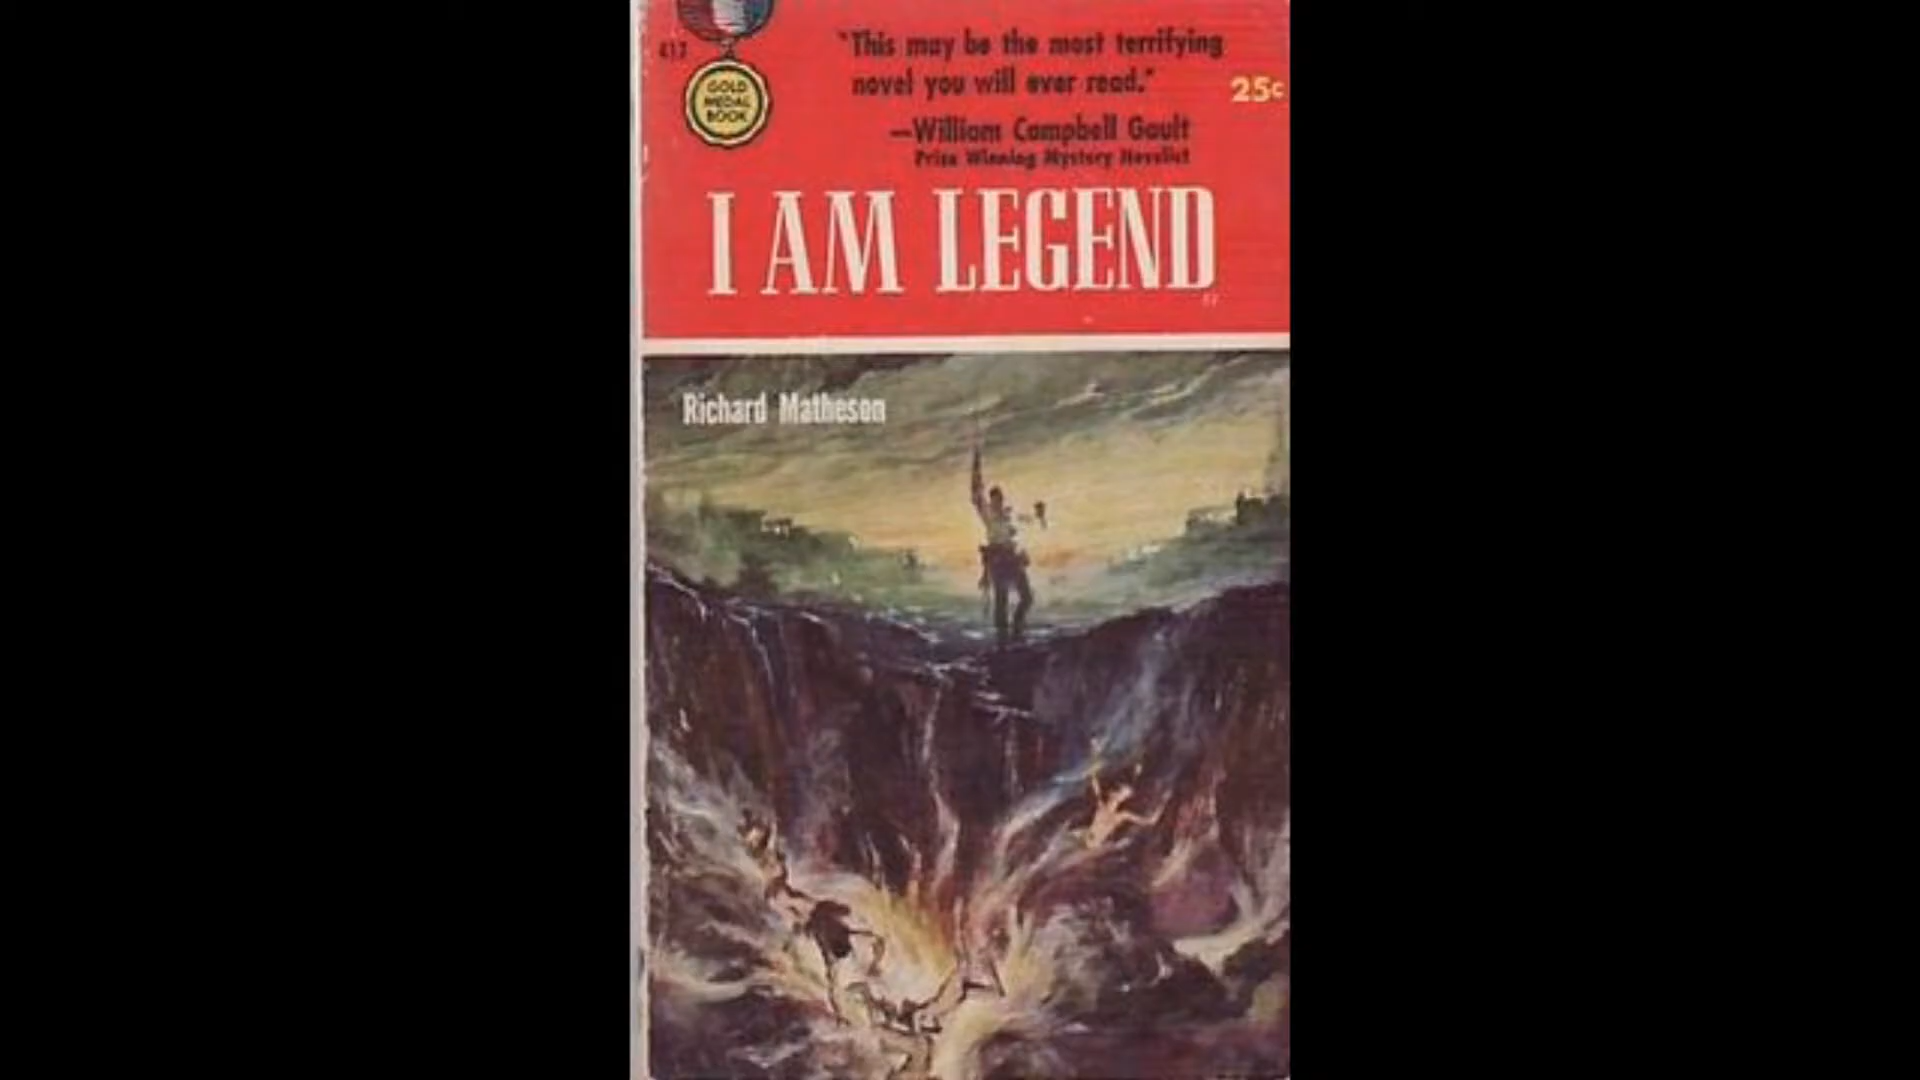 417
GOLD
MEDAL
BOOK
"This may be the most terrifying
novel you will ever read."
—William Campbell Gault
Prize Winning Mystery Novelist
25c
I AM LEGEND
Richard Matheson